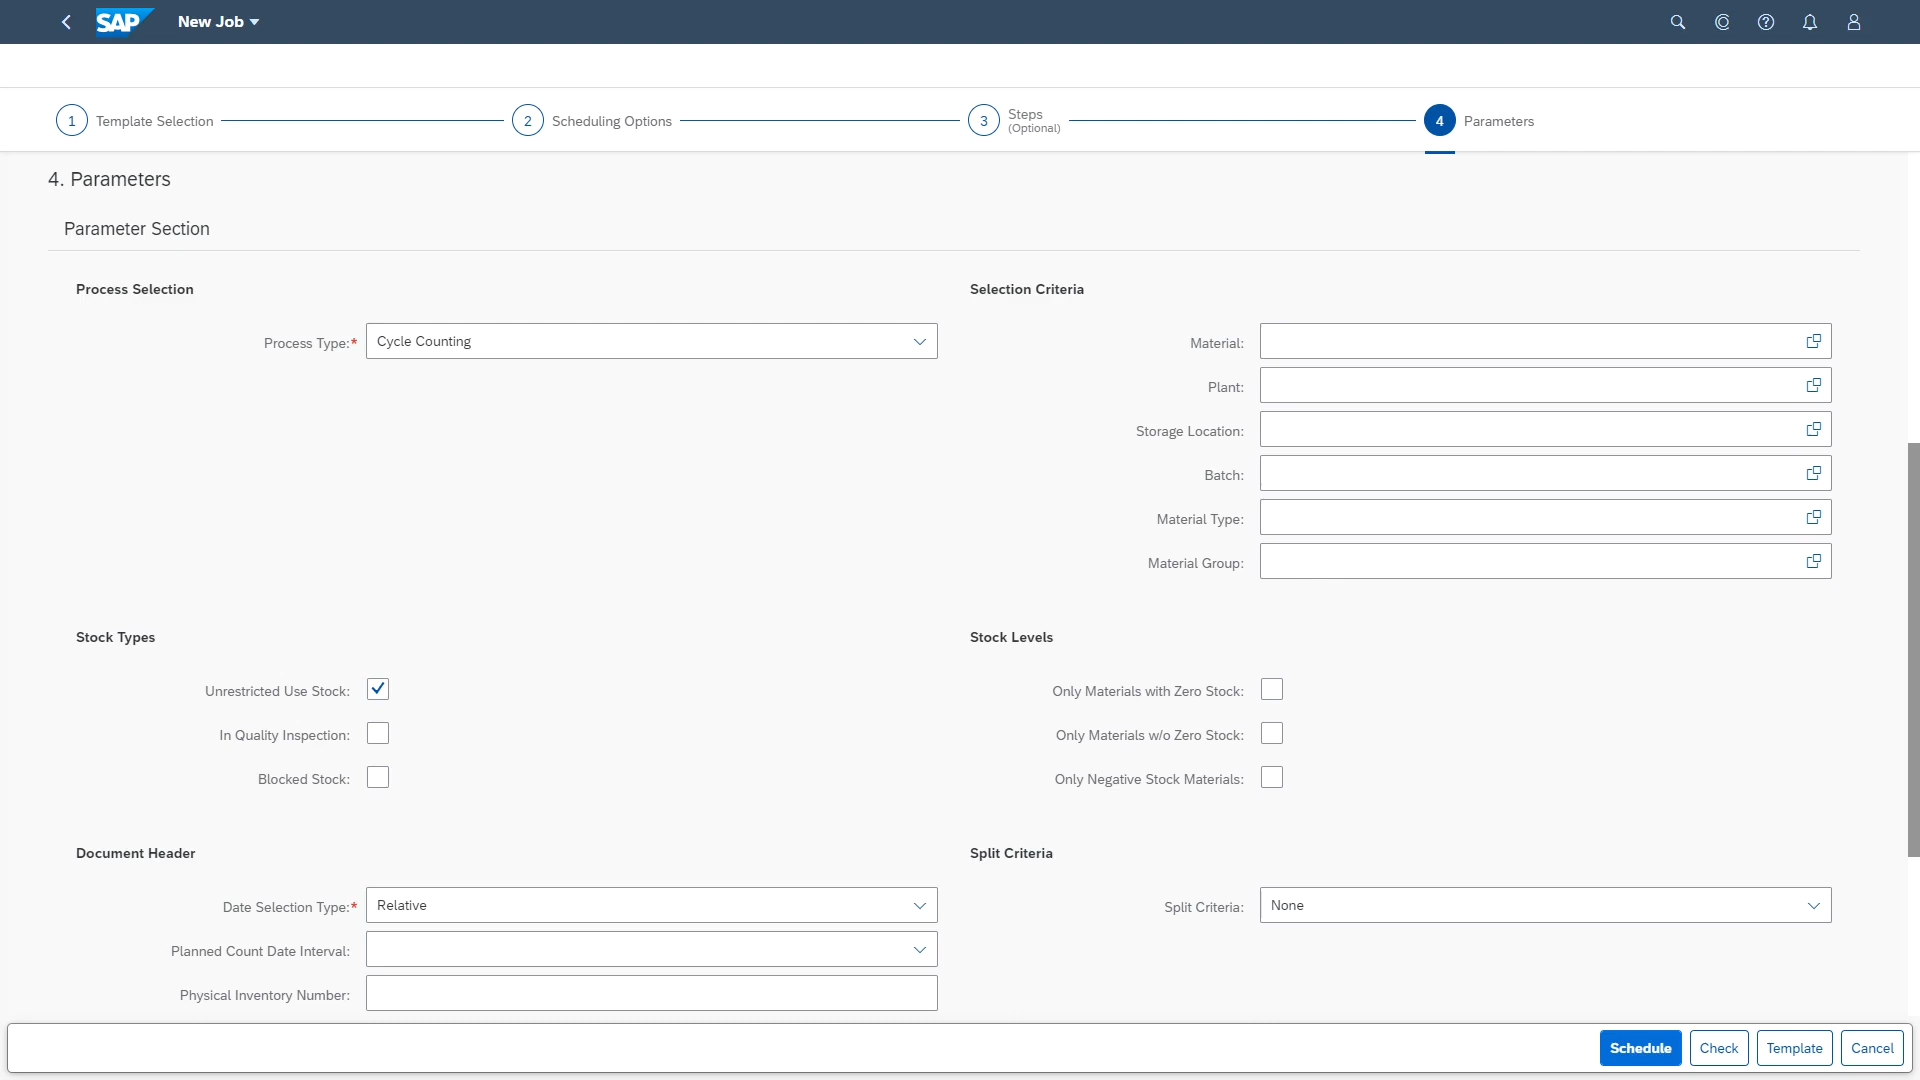 SAP
New Job
1 Template Selection
2 Scheduling Options
3 Steps
(Optional)
4 Parameters
4. Parameters
Parameter Section
Process Selection
Process Type:* Cycle Counting
Selection Criteria
Material:
Plant:
Storage Location:
Batch:
Material Type:
Material Group:
Stock Types
Unrestricted Use Stock:
In Quality Inspection:
Blocked Stock:
Stock Levels
Only Materials with Zero Stock:
Only Materials w/o Zero Stock:
Only Negative Stock Materials:
Document Header
Date Selection Type:* Relative
Planned Count Date Interval:
Physical Inventory Number:
Split Criteria
Split Criteria: None
Schedule
Check
Template
Cancel